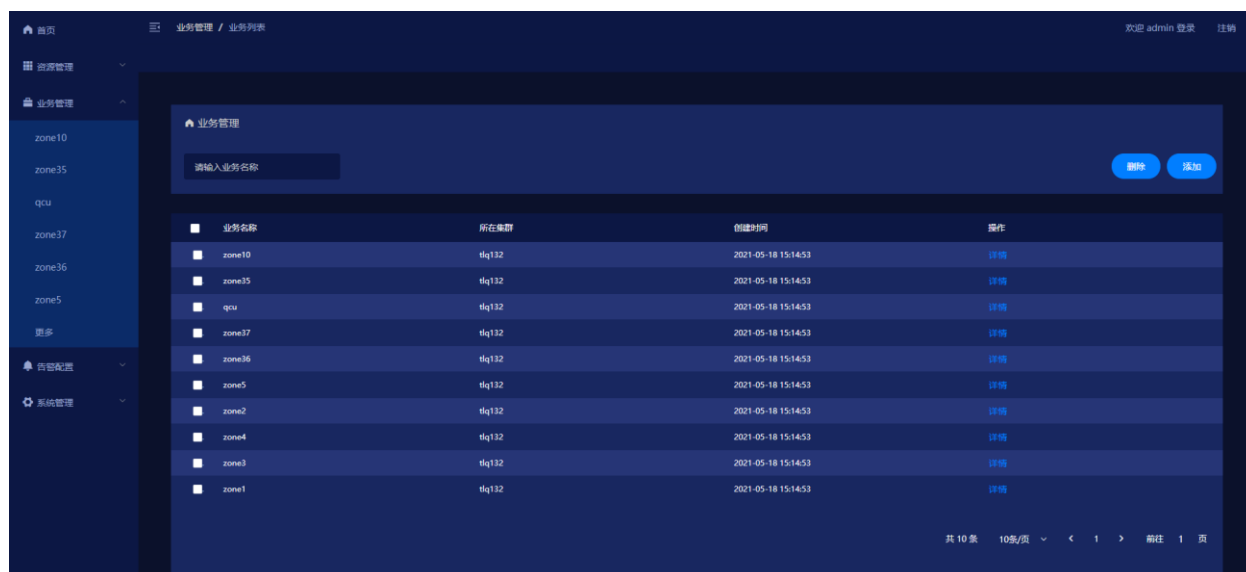 首页
业务管理 / 业务列表
欢迎 admin 登录 注销
资源管理
业务管理
zone10
zone35
qcu
zone37
zone36
zone5
更多
告警配置
系统管理
业务管理
请输入业务名称
删除 添加
业务名称 所在集群 创建时间 操作
zone10 tlq132 2021-05-18 15:14:53 详情
zone35 tlq132 2021-05-18 15:14:53 详情
qcu tlq132 2021-05-18 15:14:53 详情
zone37 tlq132 2021-05-18 15:14:53 详情
zone36 tlq132 2021-05-18 15:14:53 详情
zone5 tlq132 2021-05-18 15:14:53 详情
zone2 tlq132 2021-05-18 15:14:53 详情
zone4 tlq132 2021-05-18 15:14:53 详情
zone3 tlq132 2021-05-18 15:14:53 详情
zone1 tlq132 2021-05-18 15:14:53 详情
共 10 条 10条/页 1 前往 1 页